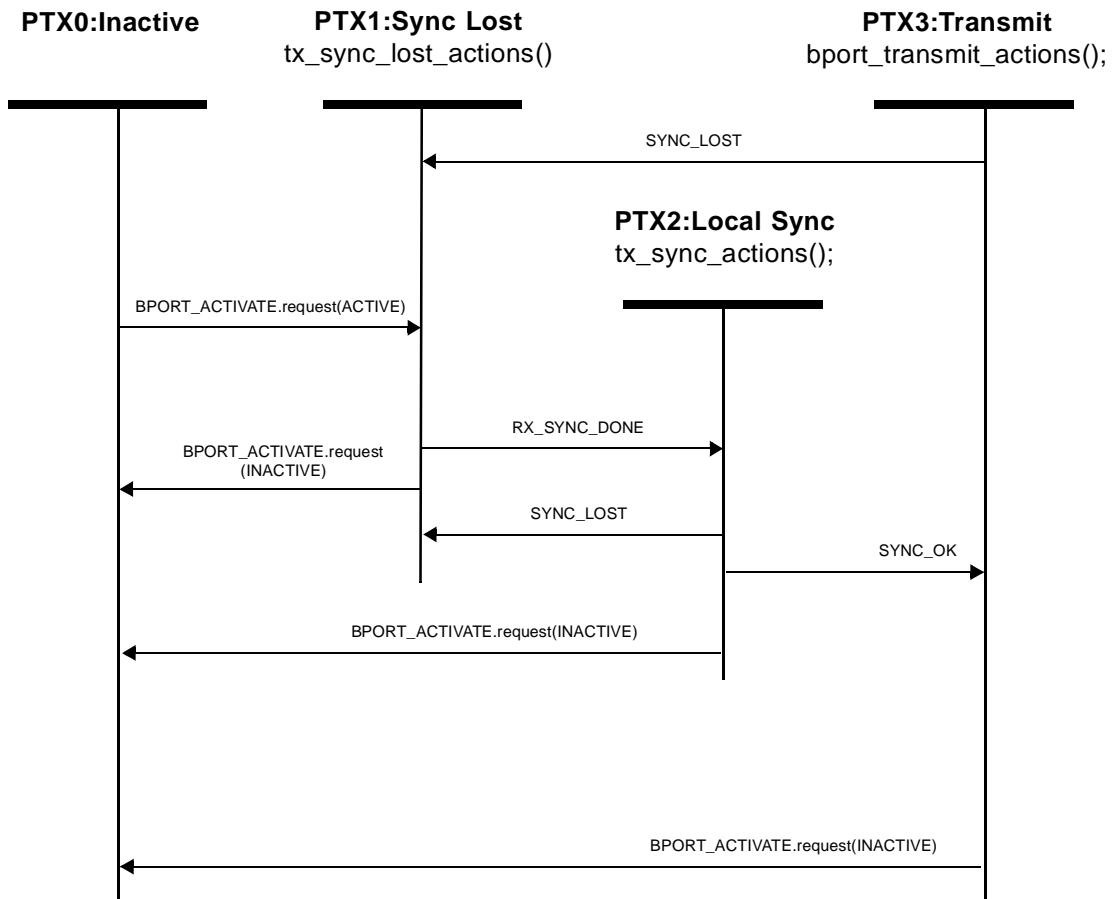 PTX0:Inactive
PTX1:Sync Lost
tx_sync_lost_actions()
PTX3:Transmit
bport_transmit_actions();
SYNC_LOST
PTX2:Local Sync
tx_sync_actions();
BPORT_ACTIVATE.request(ACTIVE)
RX_SYNC_DONE
BPORT_ACTIVATE.request
(INACTIVE)
SYNC_LOST
SYNC_OK
BPORT_ACTIVATE.request(INACTIVE)
BPORT_ACTIVATE.request(INACTIVE)